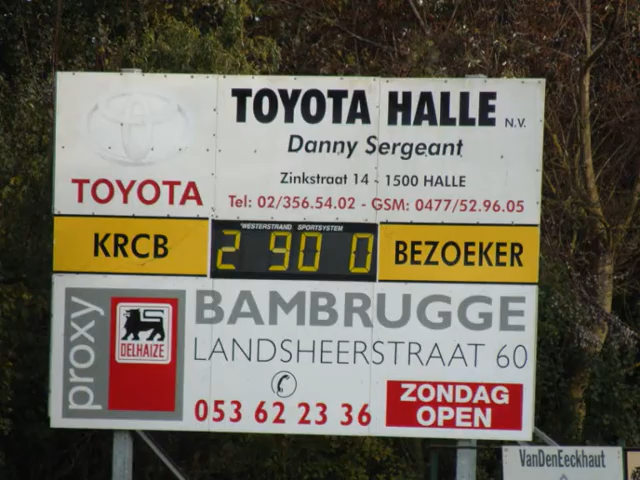 TOYOTA HALLE N.V.
Danny Sergeant
Zinkstraat 14 - 1500 HALLE
TOYOTA
Tel: 02/356.54.02 - GSM: 0477/52.96.05
WESTERSTRAND SPORTSYSTEM
KRCB 2 90 0 BEZOEKER
proxy
DELHAIZE
BAMBRUGGE
LANDSHEERSTRAAT 60
053 62 23 36
ZONDAG
OPEN
VanDenEeckhaut